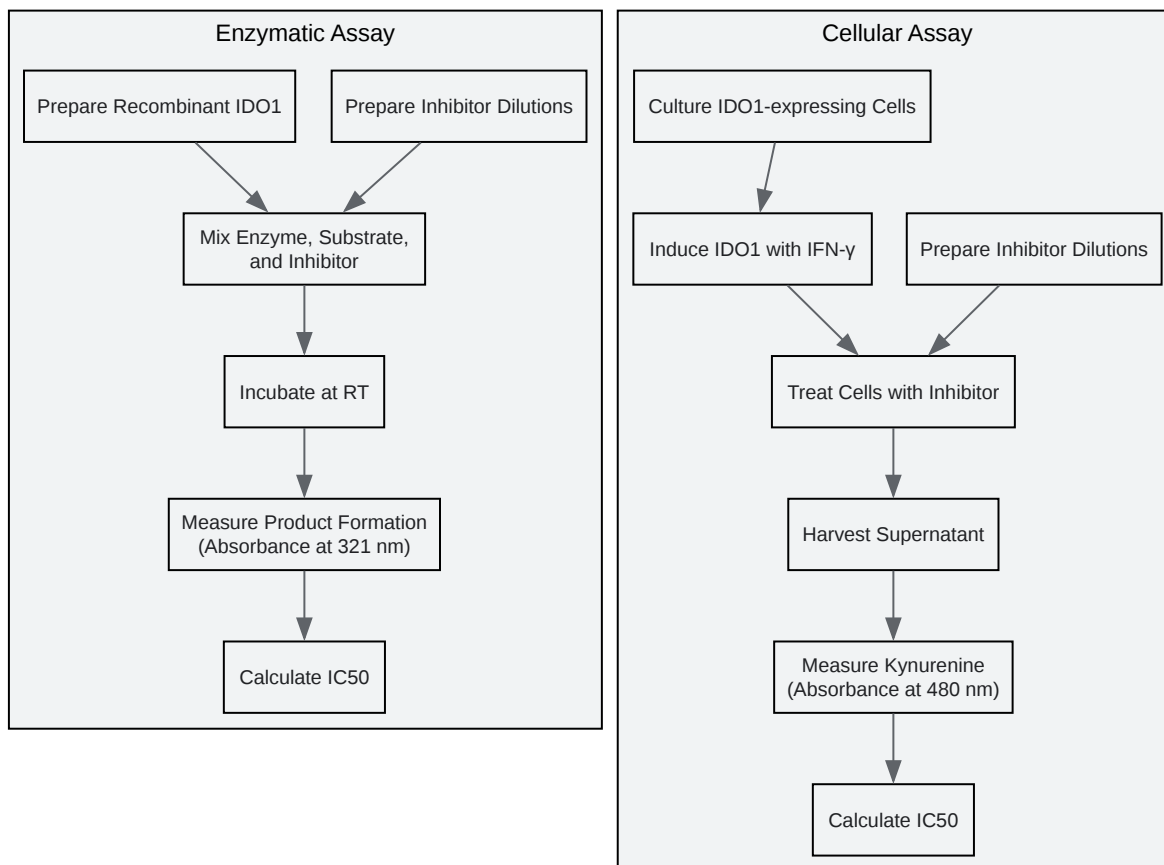 Enzymatic Assay
Prepare Recombinant IDO1
Prepare Inhibitor Dilutions
Mix Enzyme, Substrate,
and Inhibitor
Incubate at RT
Measure Product Formation
(Absorbance at 321 nm)
Calculate IC50
Cellular Assay
Culture IDO1-expressing Cells
Induce IDO1 with IFN-γ
Prepare Inhibitor Dilutions
Treat Cells with Inhibitor
Harvest Supernatant
Measure Kynurenine
(Absorbance at 480 nm)
Calculate IC50